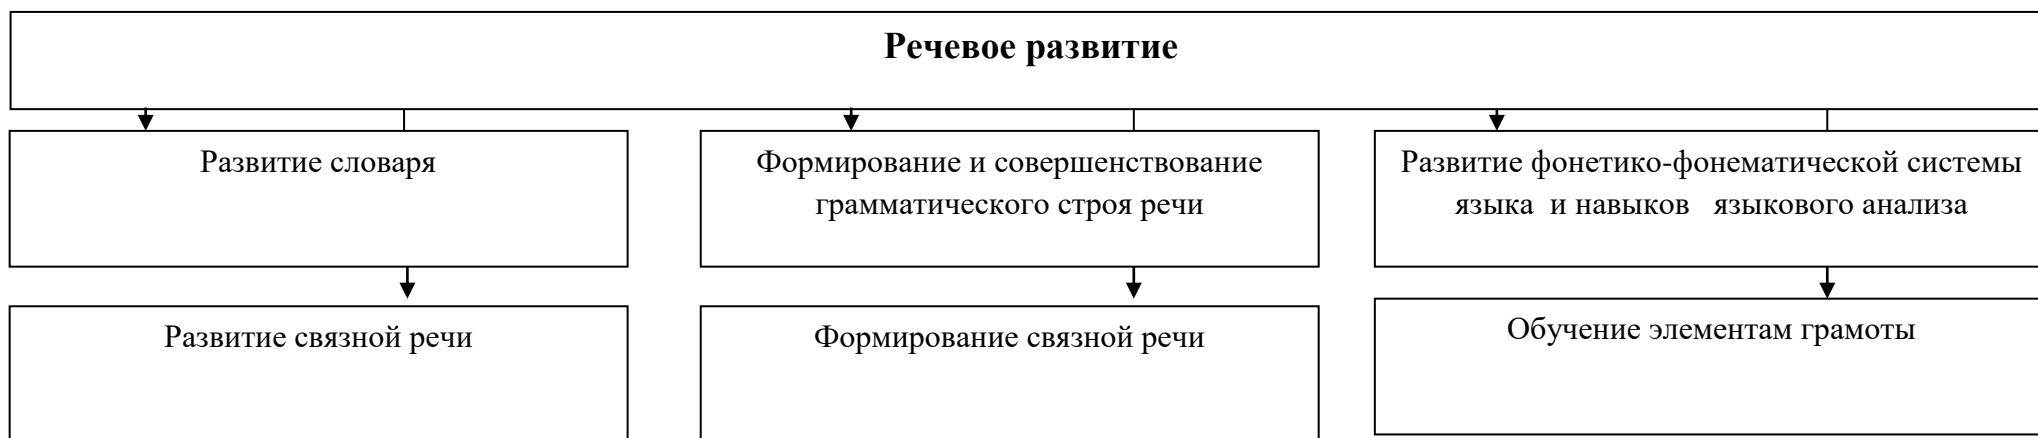 Речевое развитие
Развитие словаря
Формирование и совершенствование
грамматического строя речи
Развитие фонетико-фонематической системы
языка и навыков языкового анализа
Развитие связной речи
Формирование связной речи
Обучение элементам грамоты